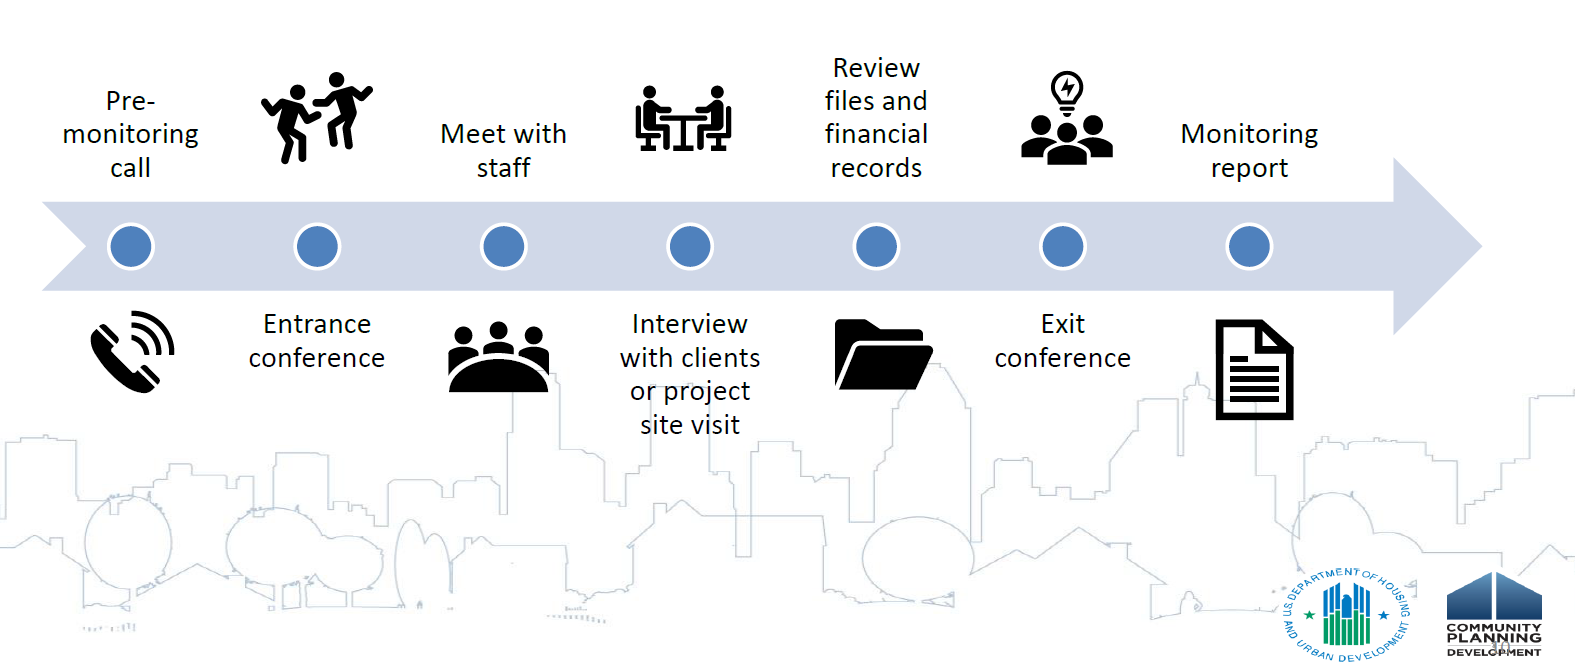 Pre-
monitoring
call
Entrance
conference
Meet with
staff
Interview
with clients
or project
site visit
Review
files and
financial
records
Exit
conference
Monitoring
report
U.S. DEPARTMENT OF HOUSING
AND URBAN DEVELOPMENT
COMMUNITY
PLANNING
DEVELOPMENT
10